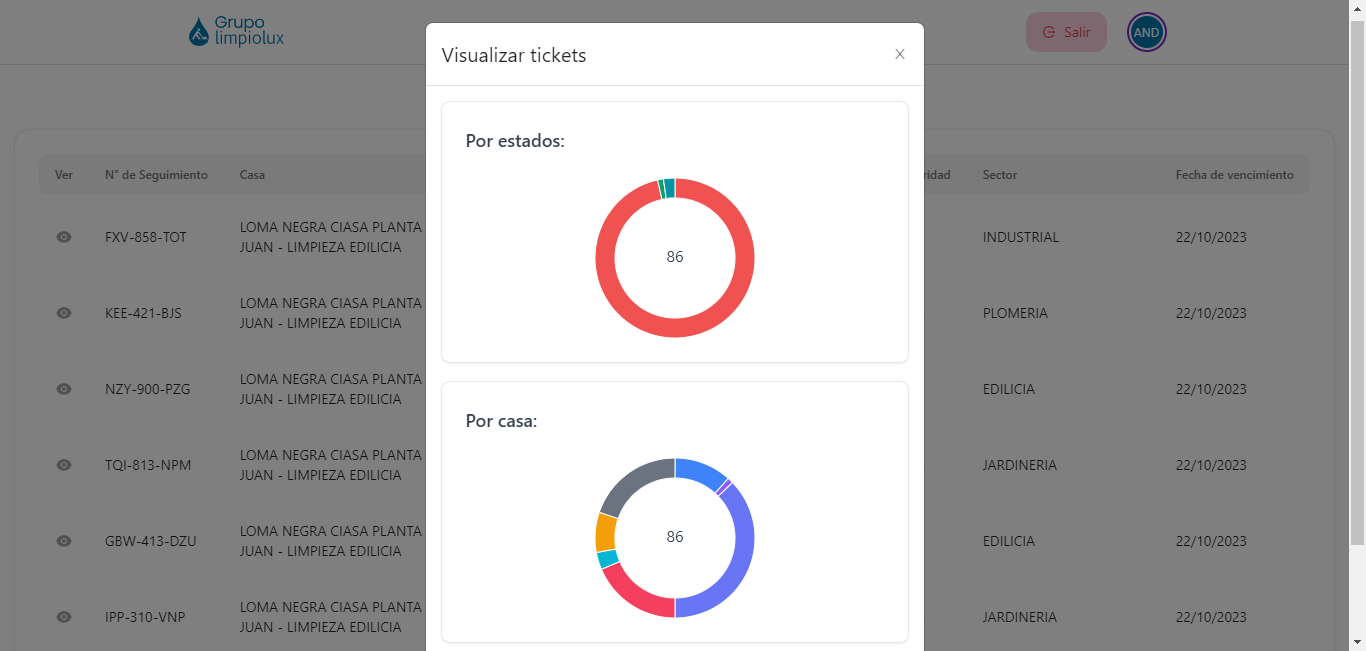 Grupo
limpiolux
Salir
AND
Visualizar tickets
Por estados:
86
Por casa:
86
Ver N° de Seguimiento Casa ridad Sector Fecha de vencimiento
FXV-858-TOT LOMA NEGRA CIASA PLANTA INDUSTRIAL 22/10/2023
JUAN - LIMPIEZA EDILICIA
KEE-421-BJS LOMA NEGRA CIASA PLANTA PLOMERIA 22/10/2023
JUAN - LIMPIEZA EDILICIA
NZY-900-PZG LOMA NEGRA CIASA PLANTA EDILICIA 22/10/2023
JUAN - LIMPIEZA EDILICIA
TQI-813-NPM LOMA NEGRA CIASA PLANTA JARDINERIA 22/10/2023
JUAN - LIMPIEZA EDILICIA
GBW-413-DZU LOMA NEGRA CIASA PLANTA EDILICIA 22/10/2023
JUAN - LIMPIEZA EDILICIA
IPP-310-VNP LOMA NEGRA CIASA PLANTA JARDINERIA 22/10/2023
JUAN - LIMPIEZA EDILICIA